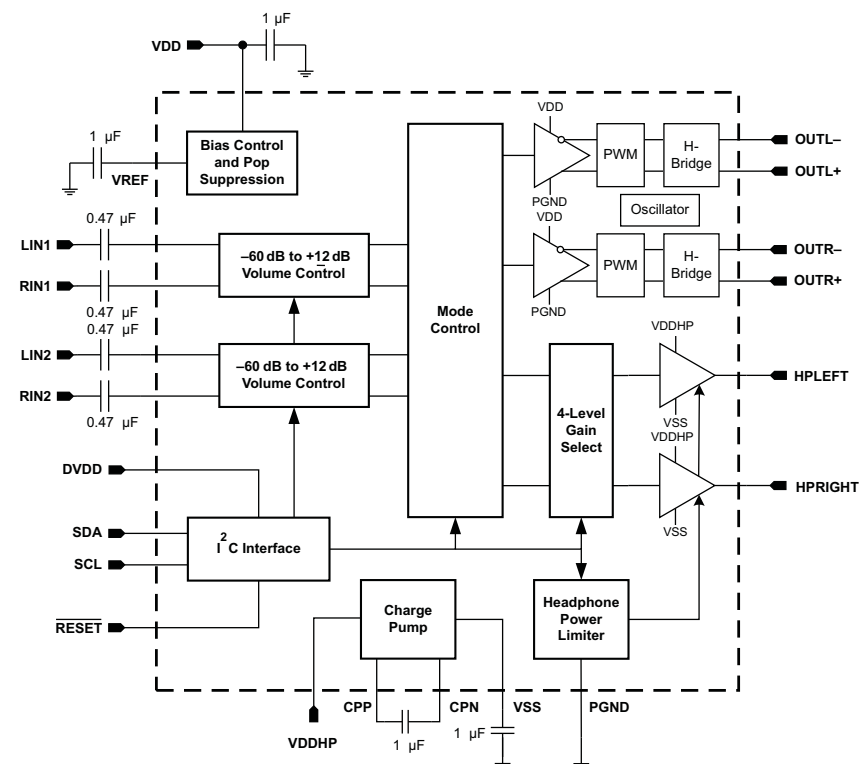 1 µF
VDD
1 µF
VREF
Bias Control
and Pop
Suppression
VDD
PGND
PWM
H-
Bridge
OUTL–
OUTL+
Oscillator
0.47 µF
LIN1
RIN1
0.47 µF
–60 dB to +12 dB
Volume Control
VDD
PGND
PWM
H-
Bridge
OUTR–
OUTR+
Mode
Control
0.47 µF
LIN2
RIN2
0.47 µF
–60 dB to +12 dB
Volume Control
4-Level
Gain
Select
VDDHP
VSS
HPLEFT
VDDHP
VSS
HPRIGHT
DVDD
SDA
SCL
RESET
I2C Interface
Charge
Pump
Headphone
Power
Limiter
CPP
CPN
VSS
PGND
VDDHP
1 µF
1 µF